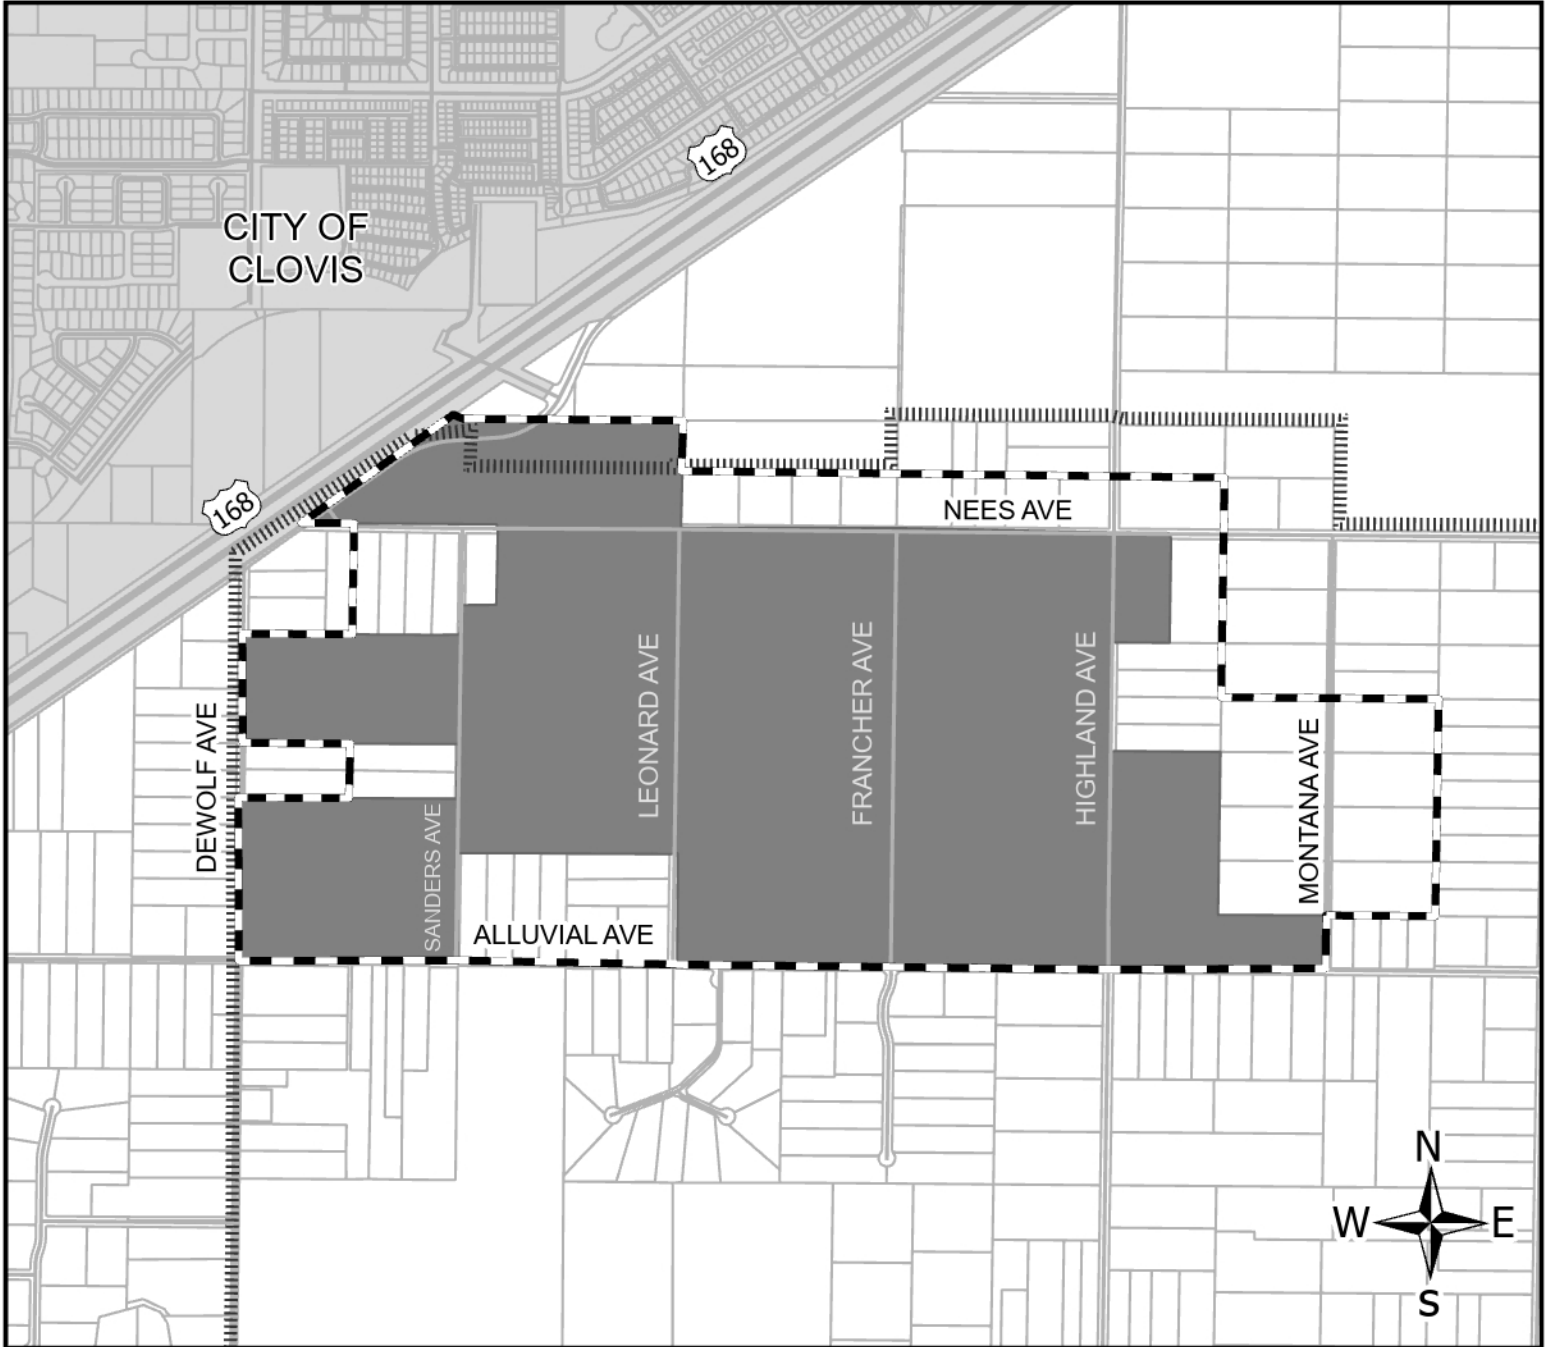 168
CITY OF
CLOVIS
168
NEES AVE
DEWOLF AVE
SANDERS AVE
LEONARD AVE
FRANCHER AVE
HIGHLAND AVE
MONTANA AVE
ALLUVIAL AVE
N
W E
S